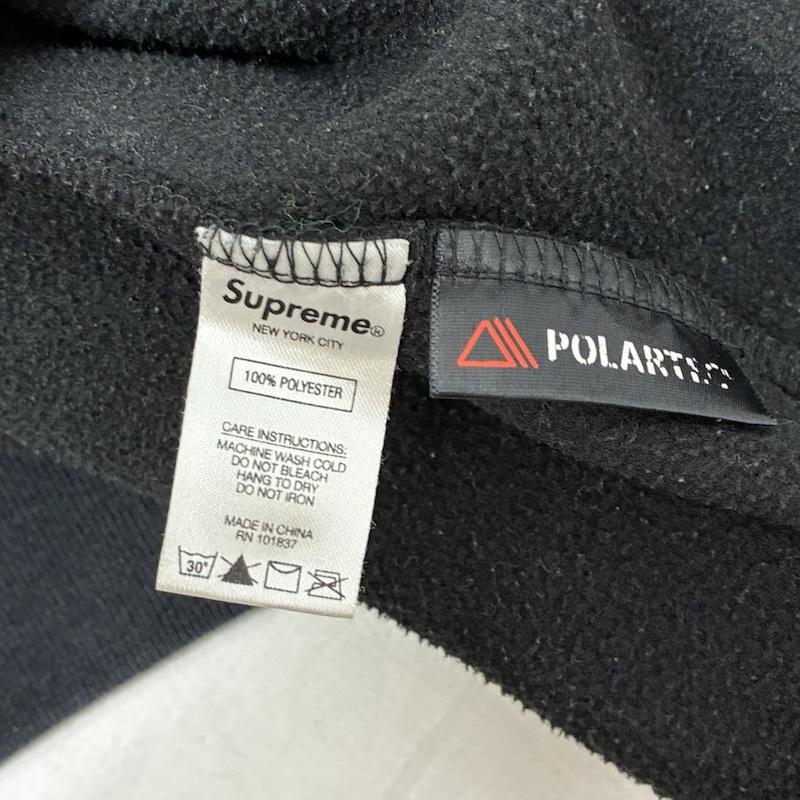 Supreme®
NEW YORK CITY
100% POLYESTER
CARE INSTRUCTIONS:
MACHINE WASH COLD
DO NOT BLEACH
HANG TO DRY
DO NOT IRON
MADE IN CHINA
RN 101837
30°
POLARTEC®